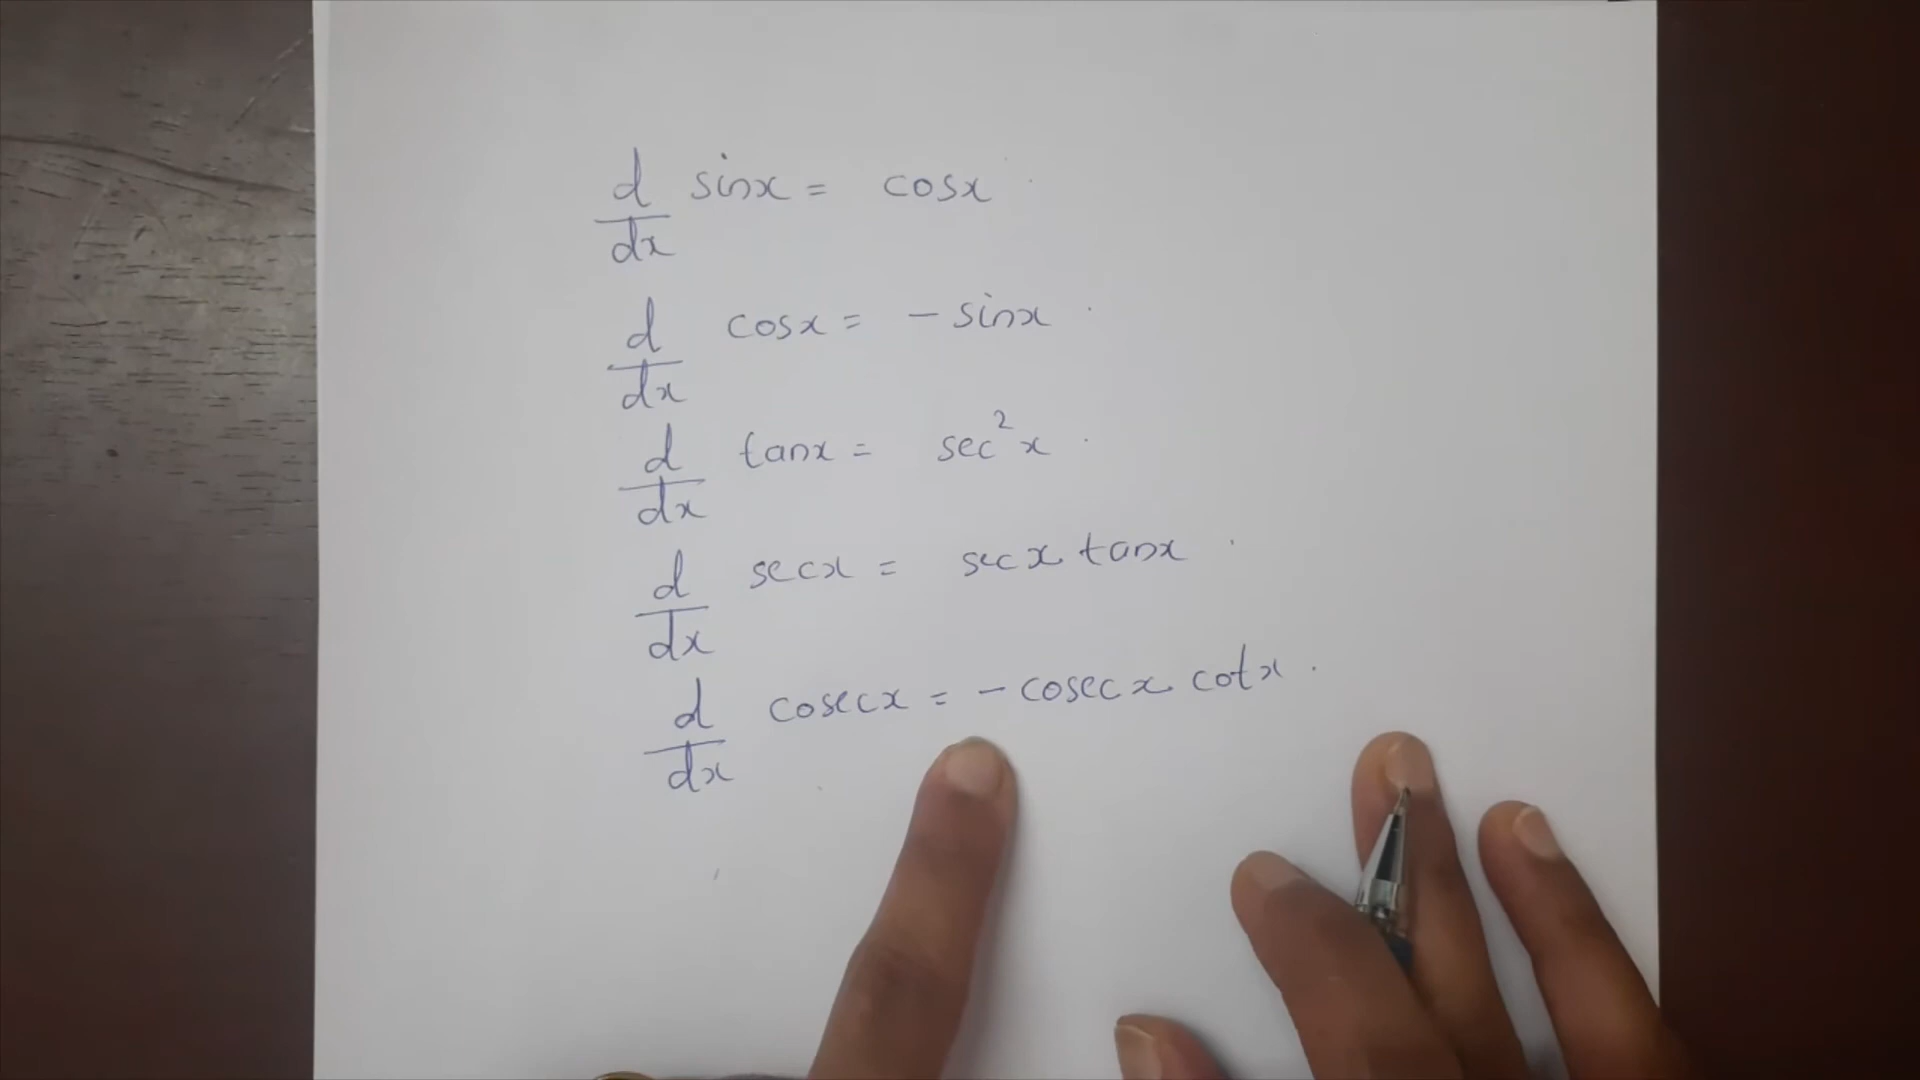 d/dx sinx = cosx
d/dx cosx = - sinx
d/dx tanx = sec²x
d/dx secx = secx tanx
d/dx cosecx = - cosecx cotx